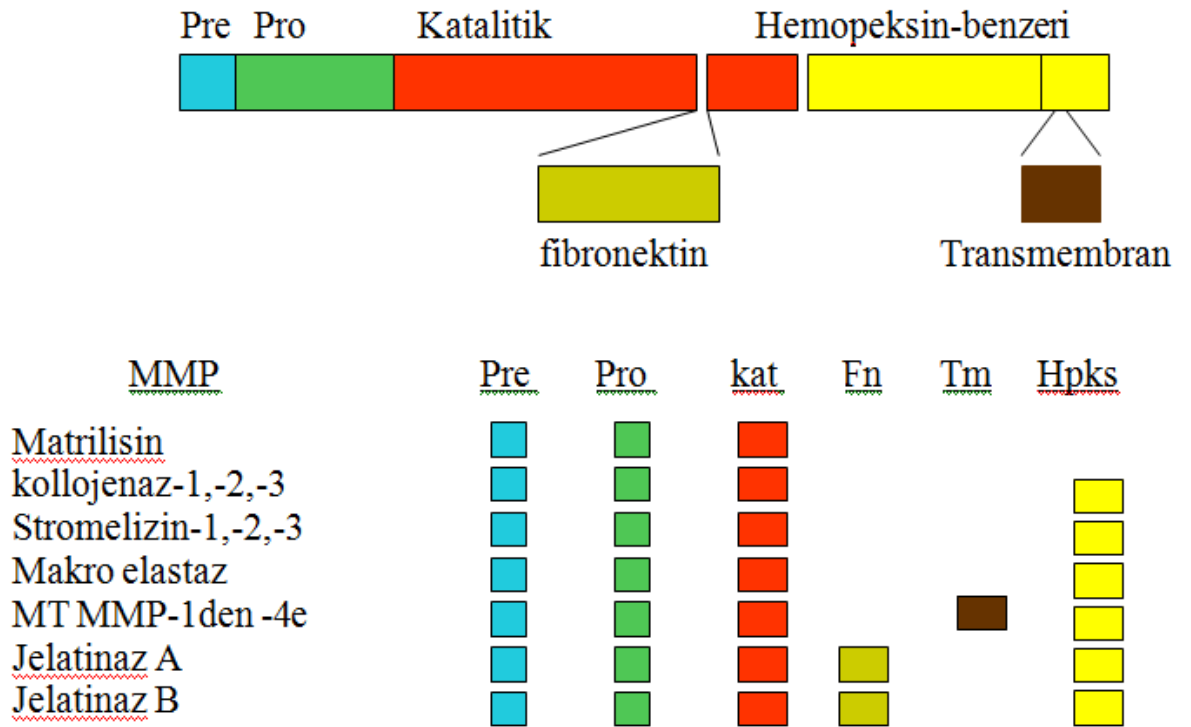 Pre Pro Katalitik Hemopeksin-benzeri
fibronektin Transmembran
MMP Pre Pro kat Fn Tm Hpks
Matrilisin
kollojenaz-1,-2,-3
Stromelizin-1,-2,-3
Makro elastaz
MT MMP-1den -4e
Jelatinaz A
Jelatinaz B